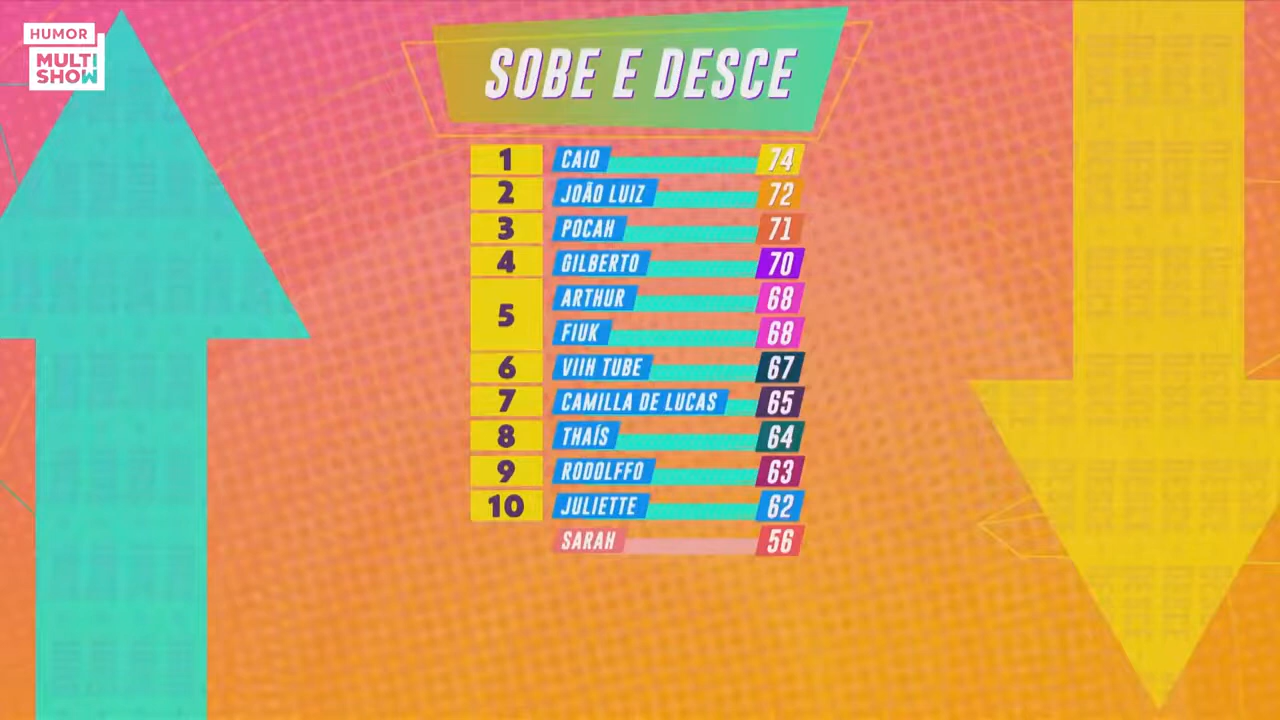 HUMOR
MULTI
SHOW
SOBE E DESCE
1 CAIO 74
2 JOÃO LUIZ 72
3 POCAH 71
4 GILBERTO 70
5 ARTHUR 68
FIUK 68
6 VIIH TUBE 67
7 CAMILLA DE LUCAS 65
8 THAÍS 64
9 RODOLFFO 63
10 JULIETTE 62
SARAH 56